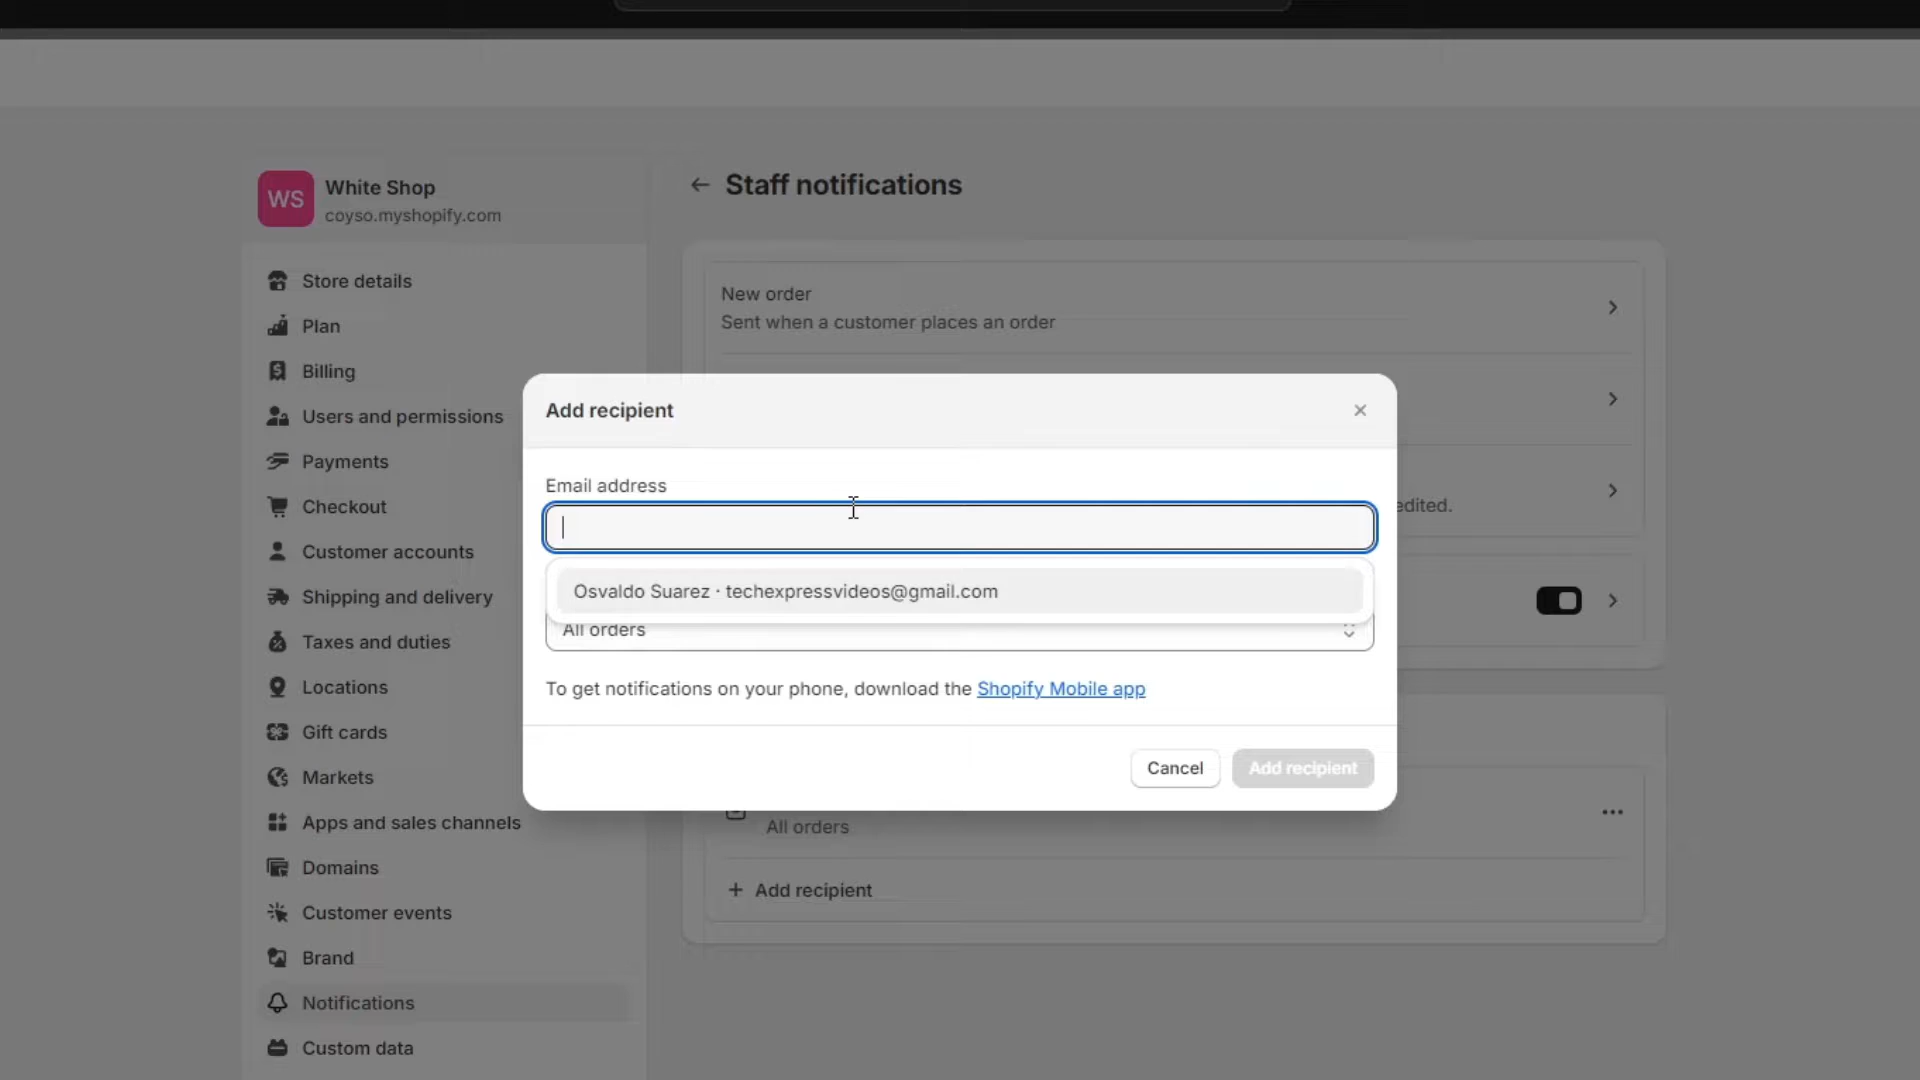 WS
White Shop
coyso.myshopify.com
Store details
Plan
Billing
Users and permissions
Payments
Checkout
Customer accounts
Shipping and delivery
Taxes and duties
Locations
Gift cards
Markets
Apps and sales channels
Domains
Customer events
Brand
Notifications
Custom data
← Staff notifications
New order
Sent when a customer places an order
edited.
Add recipient
Email address
Osvaldo Suarez · techexpressvideos@gmail.com
All orders
To get notifications on your phone, download the Shopify Mobile app
Cancel
Add recipient
All orders
+ Add recipient